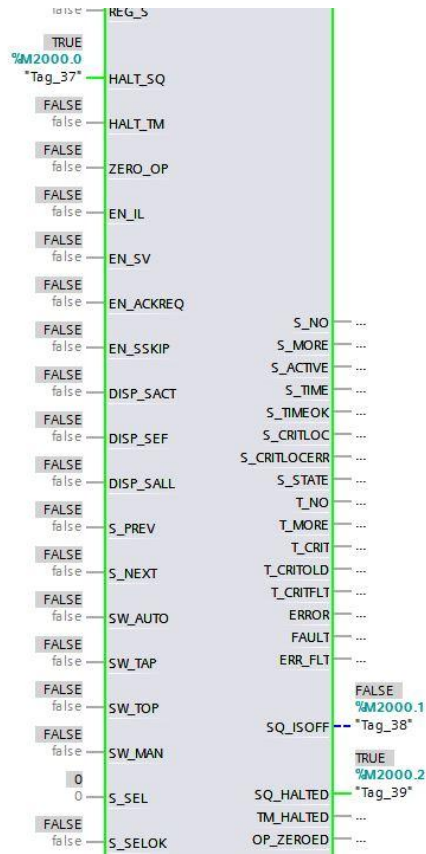 false REG_S
TRUE
%M2000.0
"Tag_37" HALT_SQ
FALSE
false HALT_TM
FALSE
false ZERO_OP
FALSE
false EN_IL
FALSE
false EN_SV
FALSE
false EN_ACKREQ
S_NO ...
FALSE
false EN_SSKIP
S_MORE ...
S_ACTIVE ...
FALSE
false DISP_SACT
S_TIME ...
S_TIMEOK ...
FALSE
false DISP_SEF
S_CRITLOC ...
S_CRITLOCERR ...
FALSE
false DISP_SALL
S_STATE ...
T_NO ...
FALSE
false S_PREV
T_MORE ...
T_CRIT ...
FALSE
false S_NEXT
T_CRITOLD ...
T_CRITFLT ...
FALSE
false SW_AUTO
ERROR ...
FAULT ...
FALSE
false SW_TAP
ERR_FLT ...
FALSE
false SW_TOP
FALSE
%M2000.1
SQ_ISOFF "Tag_38"
FALSE
false SW_MAN
TRUE
%M2000.2
0
0 S_SEL
SQ_HALTED "Tag_39"
TM_HALTED ...
FALSE
false S_SELOK
OP_ZEROED ...